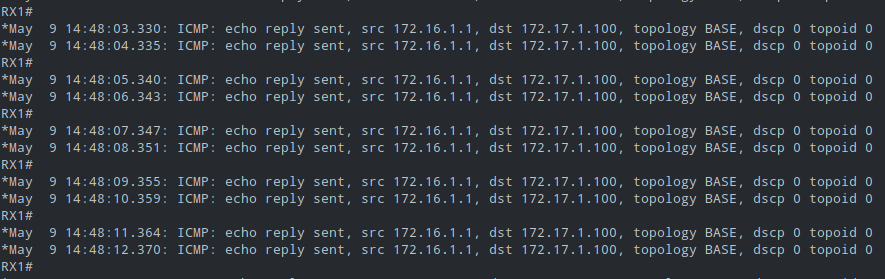 RX1#
*May  9 14:48:03.330: ICMP: echo reply sent, src 172.16.1.1, dst 172.17.1.100, topology BASE, dscp 0 topoid 0
*May  9 14:48:04.335: ICMP: echo reply sent, src 172.16.1.1, dst 172.17.1.100, topology BASE, dscp 0 topoid 0
RX1#
*May  9 14:48:05.340: ICMP: echo reply sent, src 172.16.1.1, dst 172.17.1.100, topology BASE, dscp 0 topoid 0
*May  9 14:48:06.343: ICMP: echo reply sent, src 172.16.1.1, dst 172.17.1.100, topology BASE, dscp 0 topoid 0
RX1#
*May  9 14:48:07.347: ICMP: echo reply sent, src 172.16.1.1, dst 172.17.1.100, topology BASE, dscp 0 topoid 0
*May  9 14:48:08.351: ICMP: echo reply sent, src 172.16.1.1, dst 172.17.1.100, topology BASE, dscp 0 topoid 0
RX1#
*May  9 14:48:09.355: ICMP: echo reply sent, src 172.16.1.1, dst 172.17.1.100, topology BASE, dscp 0 topoid 0
*May  9 14:48:10.359: ICMP: echo reply sent, src 172.16.1.1, dst 172.17.1.100, topology BASE, dscp 0 topoid 0
RX1#
*May  9 14:48:11.364: ICMP: echo reply sent, src 172.16.1.1, dst 172.17.1.100, topology BASE, dscp 0 topoid 0
*May  9 14:48:12.370: ICMP: echo reply sent, src 172.16.1.1, dst 172.17.1.100, topology BASE, dscp 0 topoid 0
RX1#